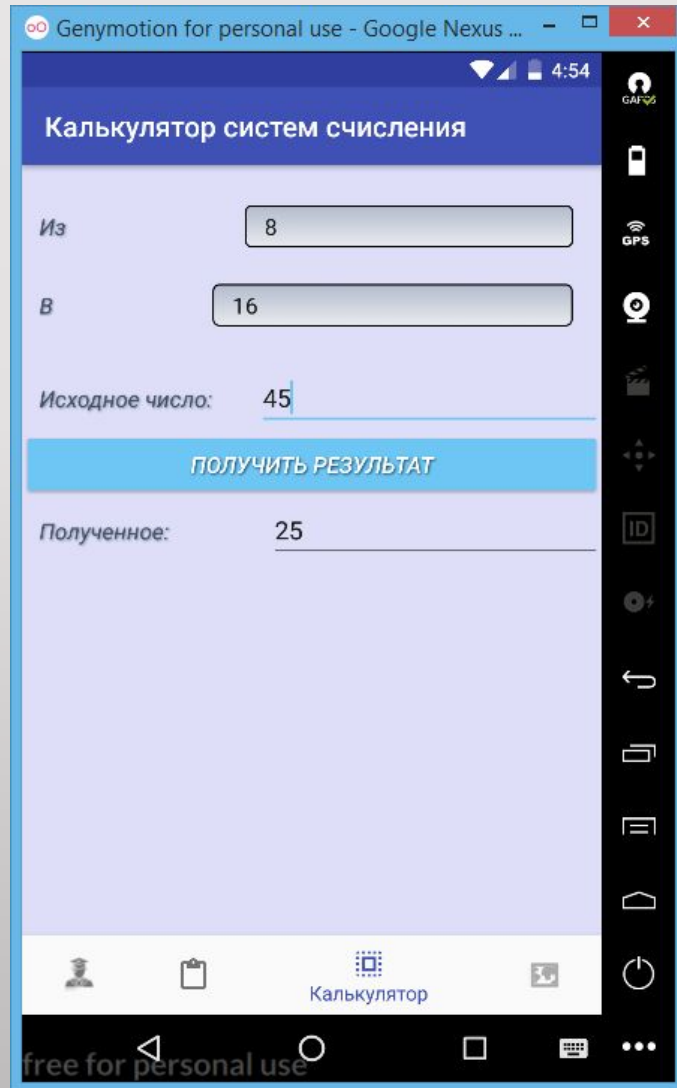 Genymotion for personal use - Google Nexus ...
4:54
Калькулятор систем счисления
Из 8
В 16
Исходное число: 45
ПОЛУЧИТЬ РЕЗУЛЬТАТ
Полученное: 25
GPS
ID
Калькулятор
free for personal use